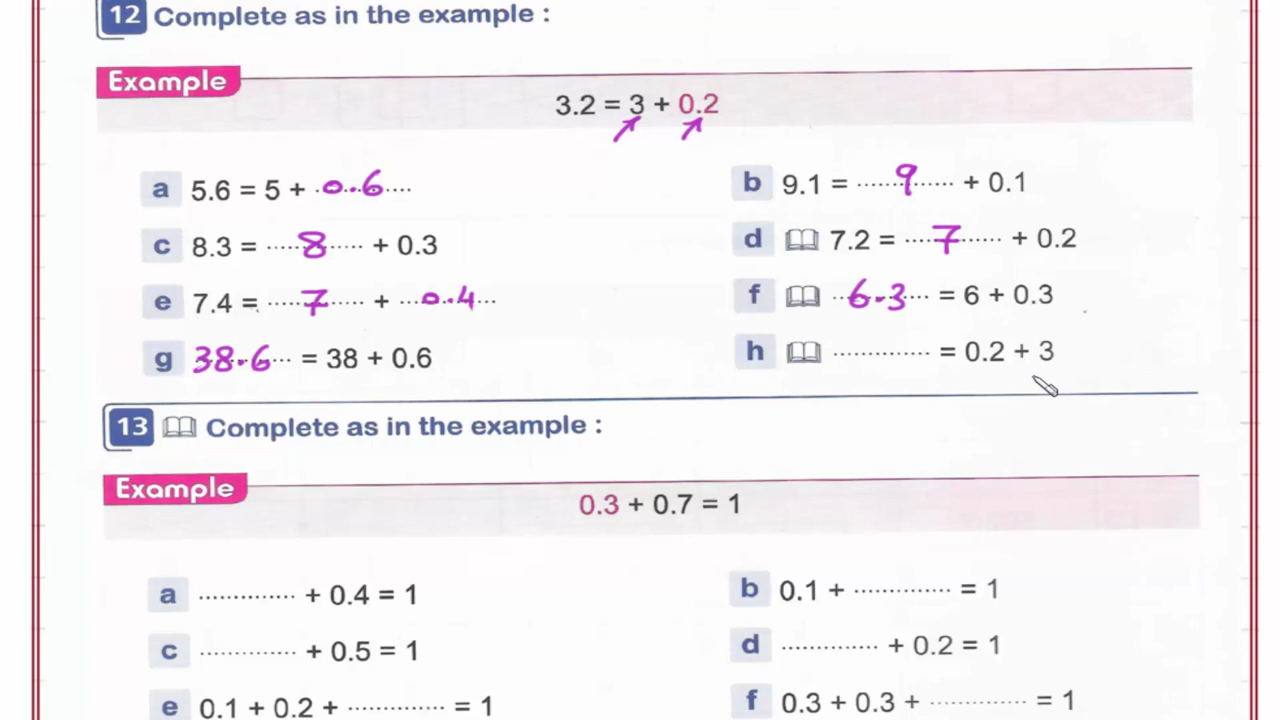 12 Complete as in the example :
Example
3.2 = 3 + 0.2
a 5.6 = 5 + 0.6
b 9.1 = 9 + 0.1
c 8.3 = 8 + 0.3
d 7.2 = 7 + 0.2
e 7.4 = 7 + 0.4
f 6.3 = 6 + 0.3
g 38.6 = 38 + 0.6
h .............. = 0.2 + 3
13 Complete as in the example :
Example
0.3 + 0.7 = 1
a .............. + 0.4 = 1
b 0.1 + .............. = 1
c .............. + 0.5 = 1
d .............. + 0.2 = 1
e 0.1 + 0.2 + .............. = 1
f 0.3 + 0.3 + .............. = 1